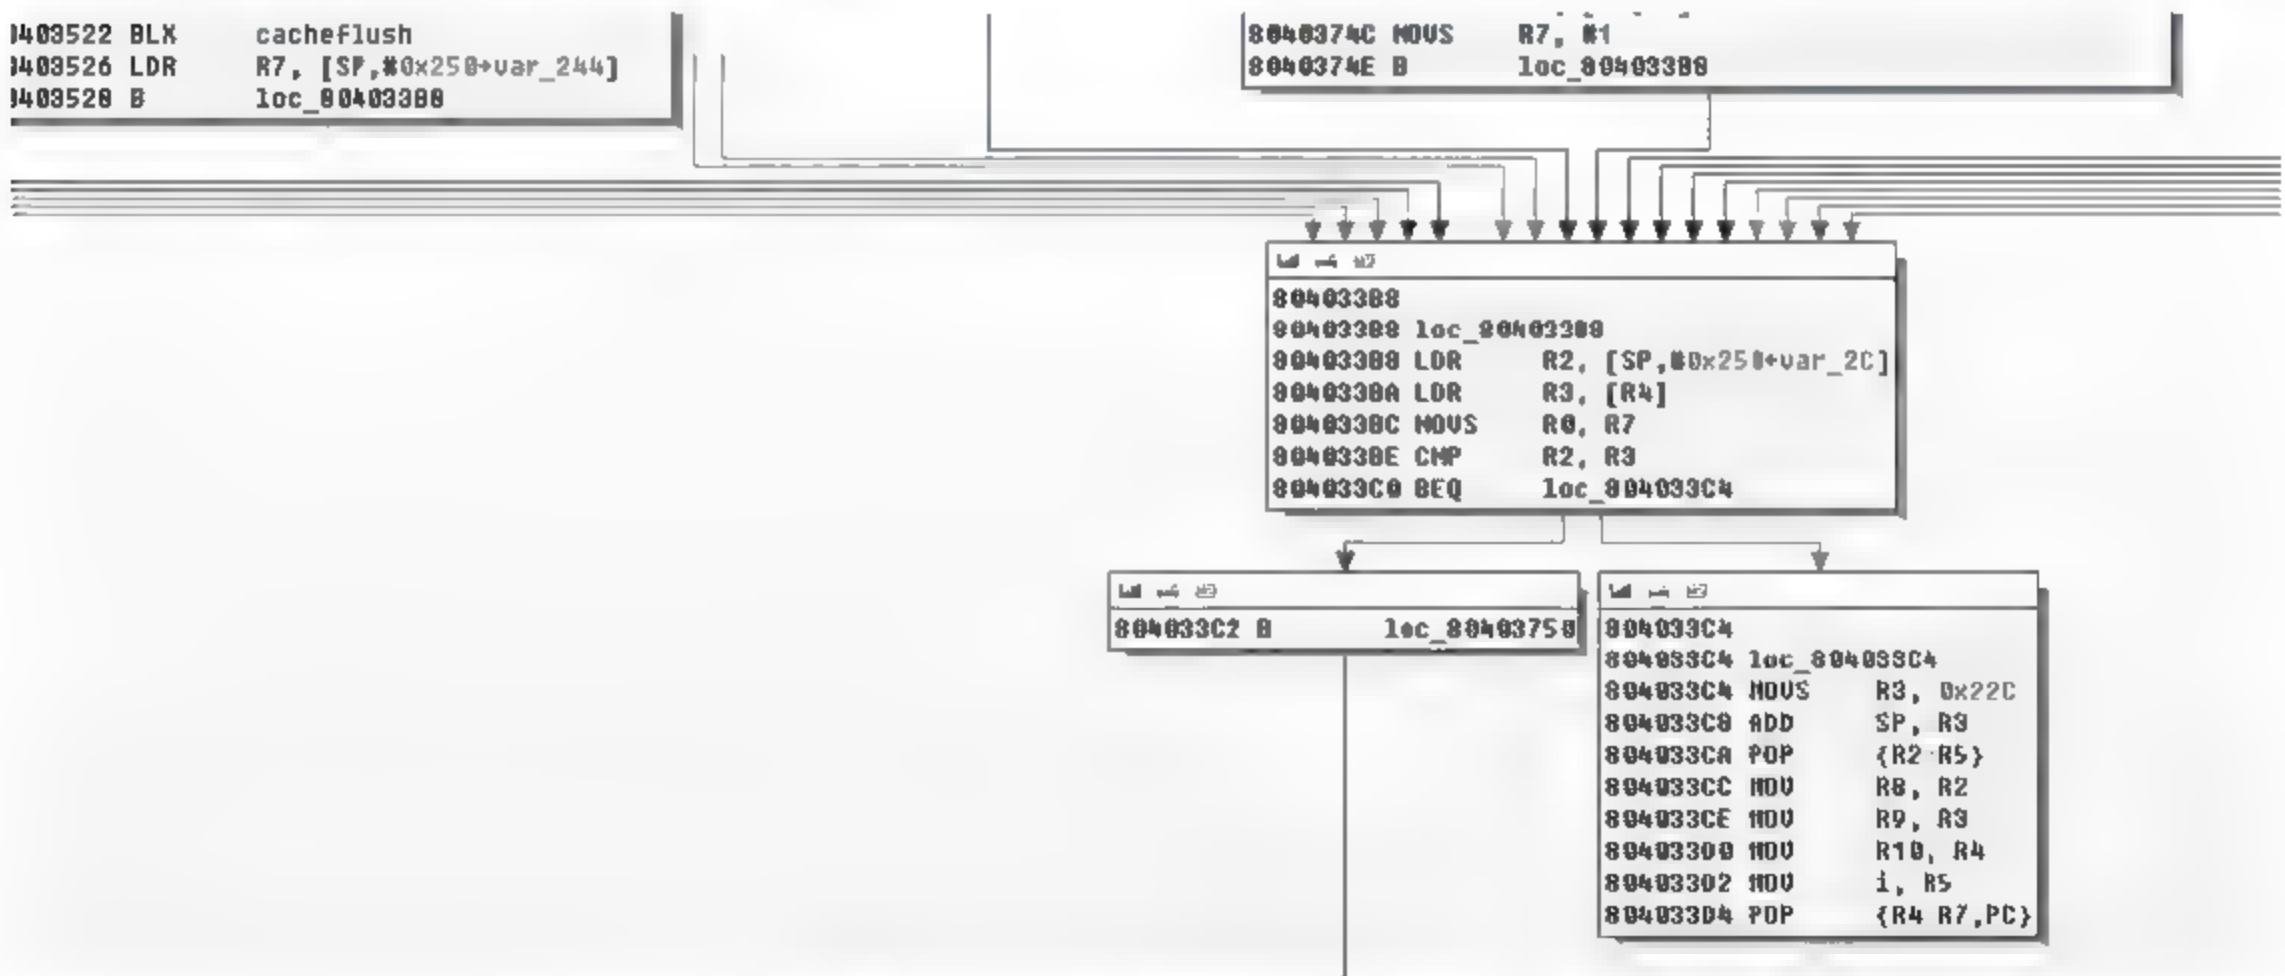 403522 BLX cacheflush
403526 LDR R7, [SP,#0x250+var_244]
403528 B loc_804033B8
8040374C MOVS R7, #1
8040374E B loc_804033B8
804033B8
804033B8 loc_804033B8
804033B8 LDR R2, [SP,#0x250+var_2C]
804033BA LDR R3, [R4]
804033BC MOVS R0, R7
804033BE CMP R2, R3
804033C0 BEQ loc_804033C4
804033C2 B loc_80403750
804033C4
804033C4 loc_804033C4
804033C4 MOVS R3, 0x22C
804033C8 ADD SP, R3
804033CA POP {R2-R5}
804033CC MOV R8, R2
804033CE MOV R9, R3
804033D0 MOV R10, R4
804033D2 MOV i, R5
804033D4 POP {R4-R7,PC}